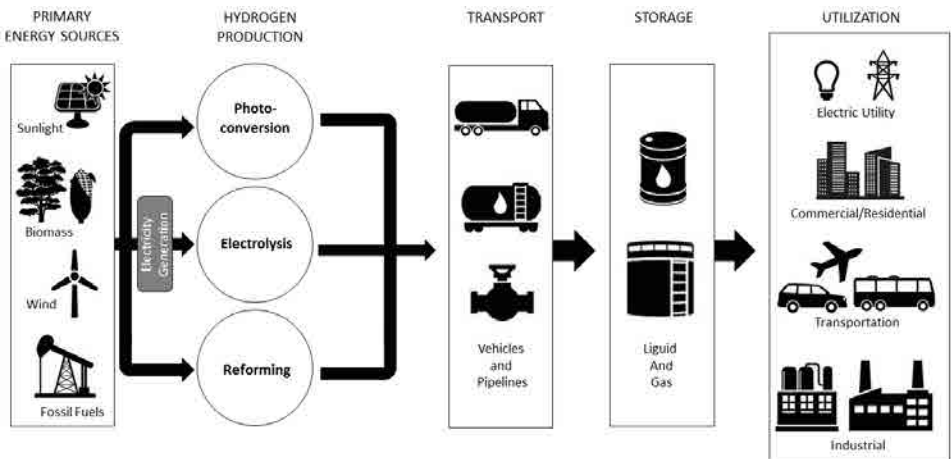 PRIMARY
ENERGY SOURCES
HYDROGEN
PRODUCTION
TRANSPORT
STORAGE
UTILIZATION
Sunlight
Biomass
Wind
Fossil Fuels
Electricity
Generation
Photo-
conversion
Electrolysis
Reforming
Vehicles
and
Pipelines
Liguid
And
Gas
Electric Utility
Commercial/Residential
Transportation
Industrial